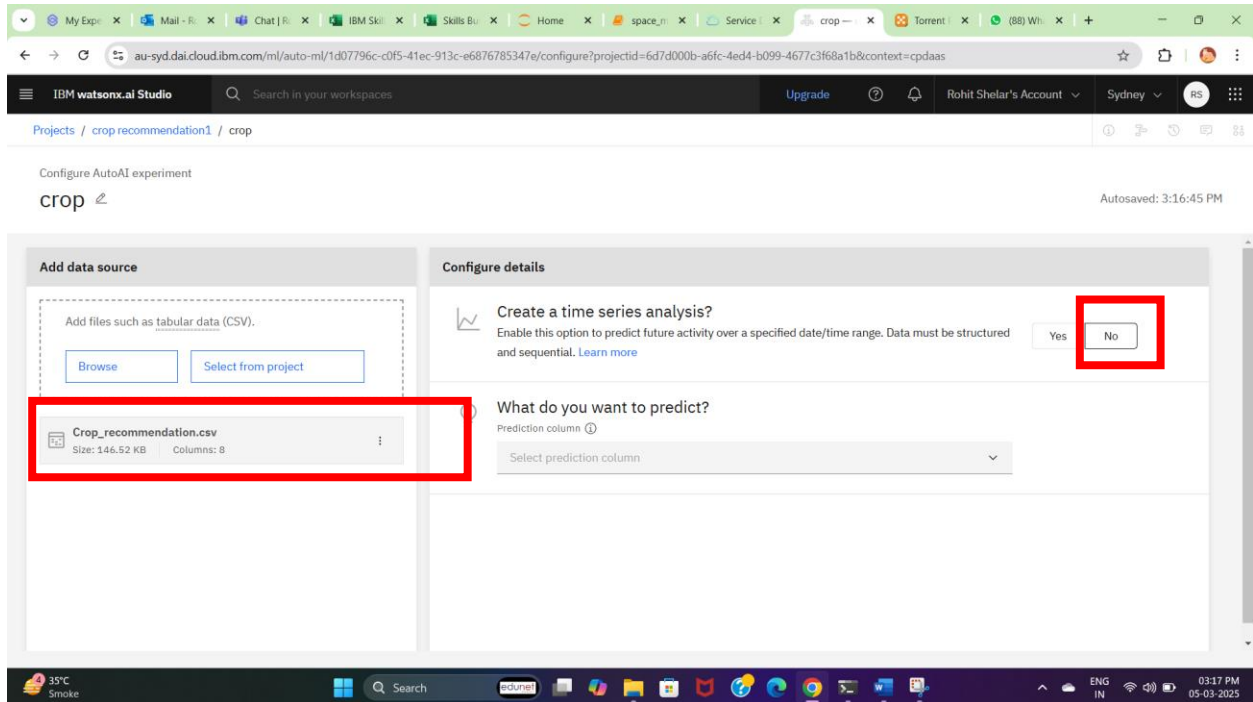 My Expe
Mail - R
Chat | R
IBM Skil
Skills Bu
Home
space_m
Service
crop —
Torrent
(88) Wh
au-syd.dai.cloud.ibm.com/ml/auto-ml/1d07796c-c0f5-41ec-913c-e6876785347e/configure?projectid=6d7d000b-a6fc-4ed4-b099-4677c3f68a1b&context=cpdaas
IBM watsonx.ai Studio
Search in your workspaces
Upgrade
Rohit Shelar's Account
Sydney
RS
Projects / crop recommendation1 / crop
Configure AutoAI experiment
crop
Autosaved: 3:16:45 PM
Add data source
Add files such as tabular data (CSV).
Browse
Select from project
Crop_recommendation.csv
Size: 146.52 KB Columns: 8
Configure details
Create a time series analysis?
Enable this option to predict future activity over a specified date/time range. Data must be structured
and sequential. Learn more
Yes
No
What do you want to predict?
Prediction column
Select prediction column
4
35°C
Smoke
Search
edunet
ENG
IN
03:17 PM
05-03-2025